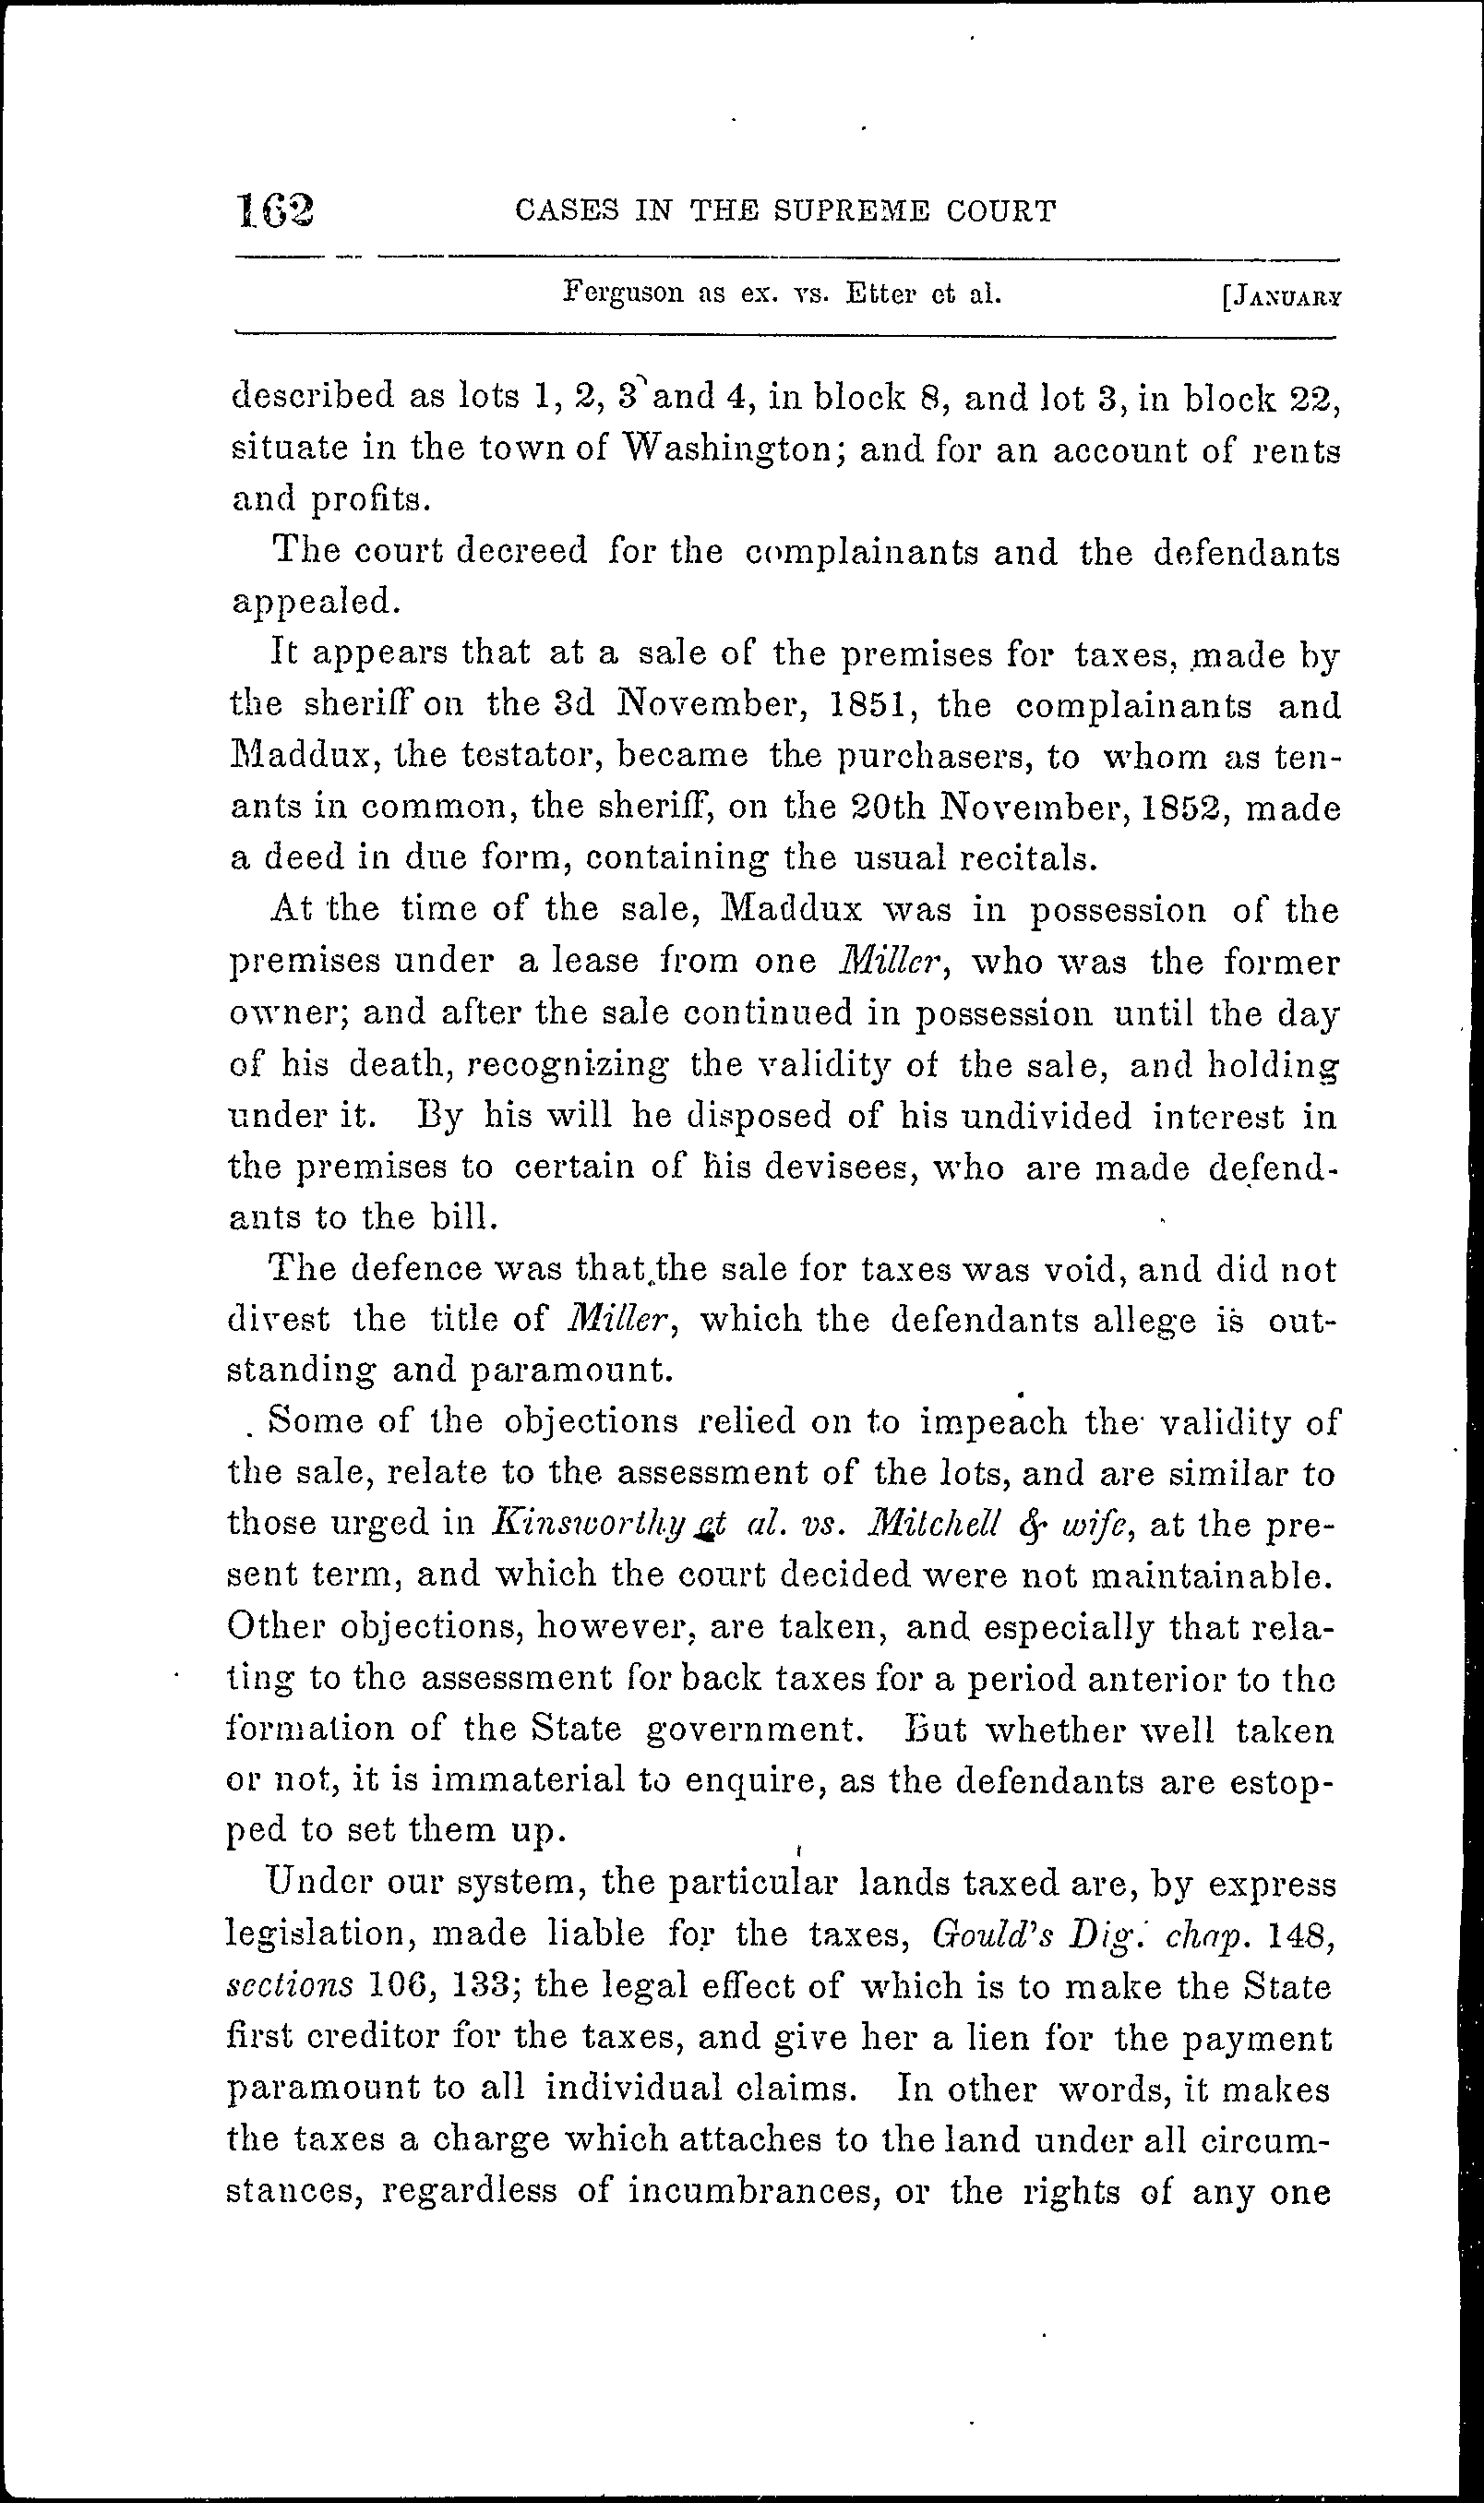 162 CASES IN THE SUPREME COURT
Ferguson as ex. vs. Etter et al. [JANUARY
described as lots 1, 2, 3 and 4, in block 8, and lot 3, in block 22,
situate in the town of Washington; and for an account of rents
and profits.
The court decreed for the complainants and the defendants
appealed.
It appears that at a sale of the premises for taxes, made by
the sheriff on the 3d November, 1851, the complainants and
Maddux, the testator, became the purchasers, to whom as ten-
ants in common, the sheriff, on the 20th November, 1852, made
a deed in due form, containing the usual recitals.
At the time of the sale, Maddux was in possession of the
premises under a lease from one Miller, who was the former
owner; and after the sale continued in possession until the day
of his death, recognizing the validity of the sale, and holding
under it. By his will he disposed of his undivided interest in
the premises to certain of his devisees, who are made defend-
ants to the bill.
The defence was that the sale for taxes was void, and did not
divest the title of Miller, which the defendants allege is out-
standing and paramount.
Some of the objections relied on to impeach the validity of
the sale, relate to the assessment of the lots, and are similar to
those urged in Kinsworthy et al. vs. Mitchell & wife, at the pre-
sent term, and which the court decided were not maintainable.
Other objections, however, are taken, and especially that rela-
ting to the assessment for back taxes for a period anterior to the
formation of the State government. But whether well taken
or not, it is immaterial to enquire, as the defendants are estop-
ped to set them up.
Under our system, the particular lands taxed are, by express
legislation, made liable for the taxes, Gould's Dig. chap. 148,
sections 106, 133; the legal effect of which is to make the State
first creditor for the taxes, and give her a lien for the payment
paramount to all individual claims. In other words, it makes
the taxes a charge which attaches to the land under all circum-
stances, regardless of incumbrances, or the rights of any one